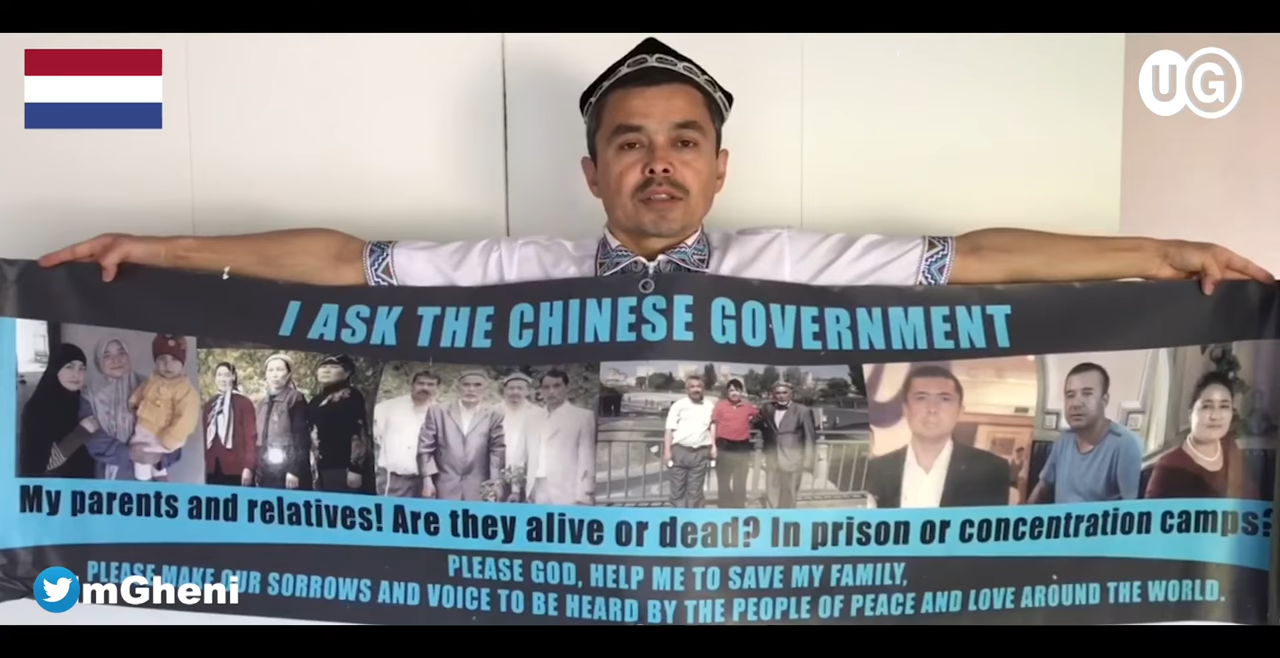 UG
I ASK THE CHINESE GOVERNMENT
My parents and relatives! Are they alive or dead? In prison or concentration camps?
PLEASE GOD, HELP ME TO SAVE MY FAMILY,
PLEASE MAKE OUR SORROWS AND VOICE TO BE HEARD BY THE PEOPLE OF PEACE AND LOVE AROUND THE WORLD.
mGheni